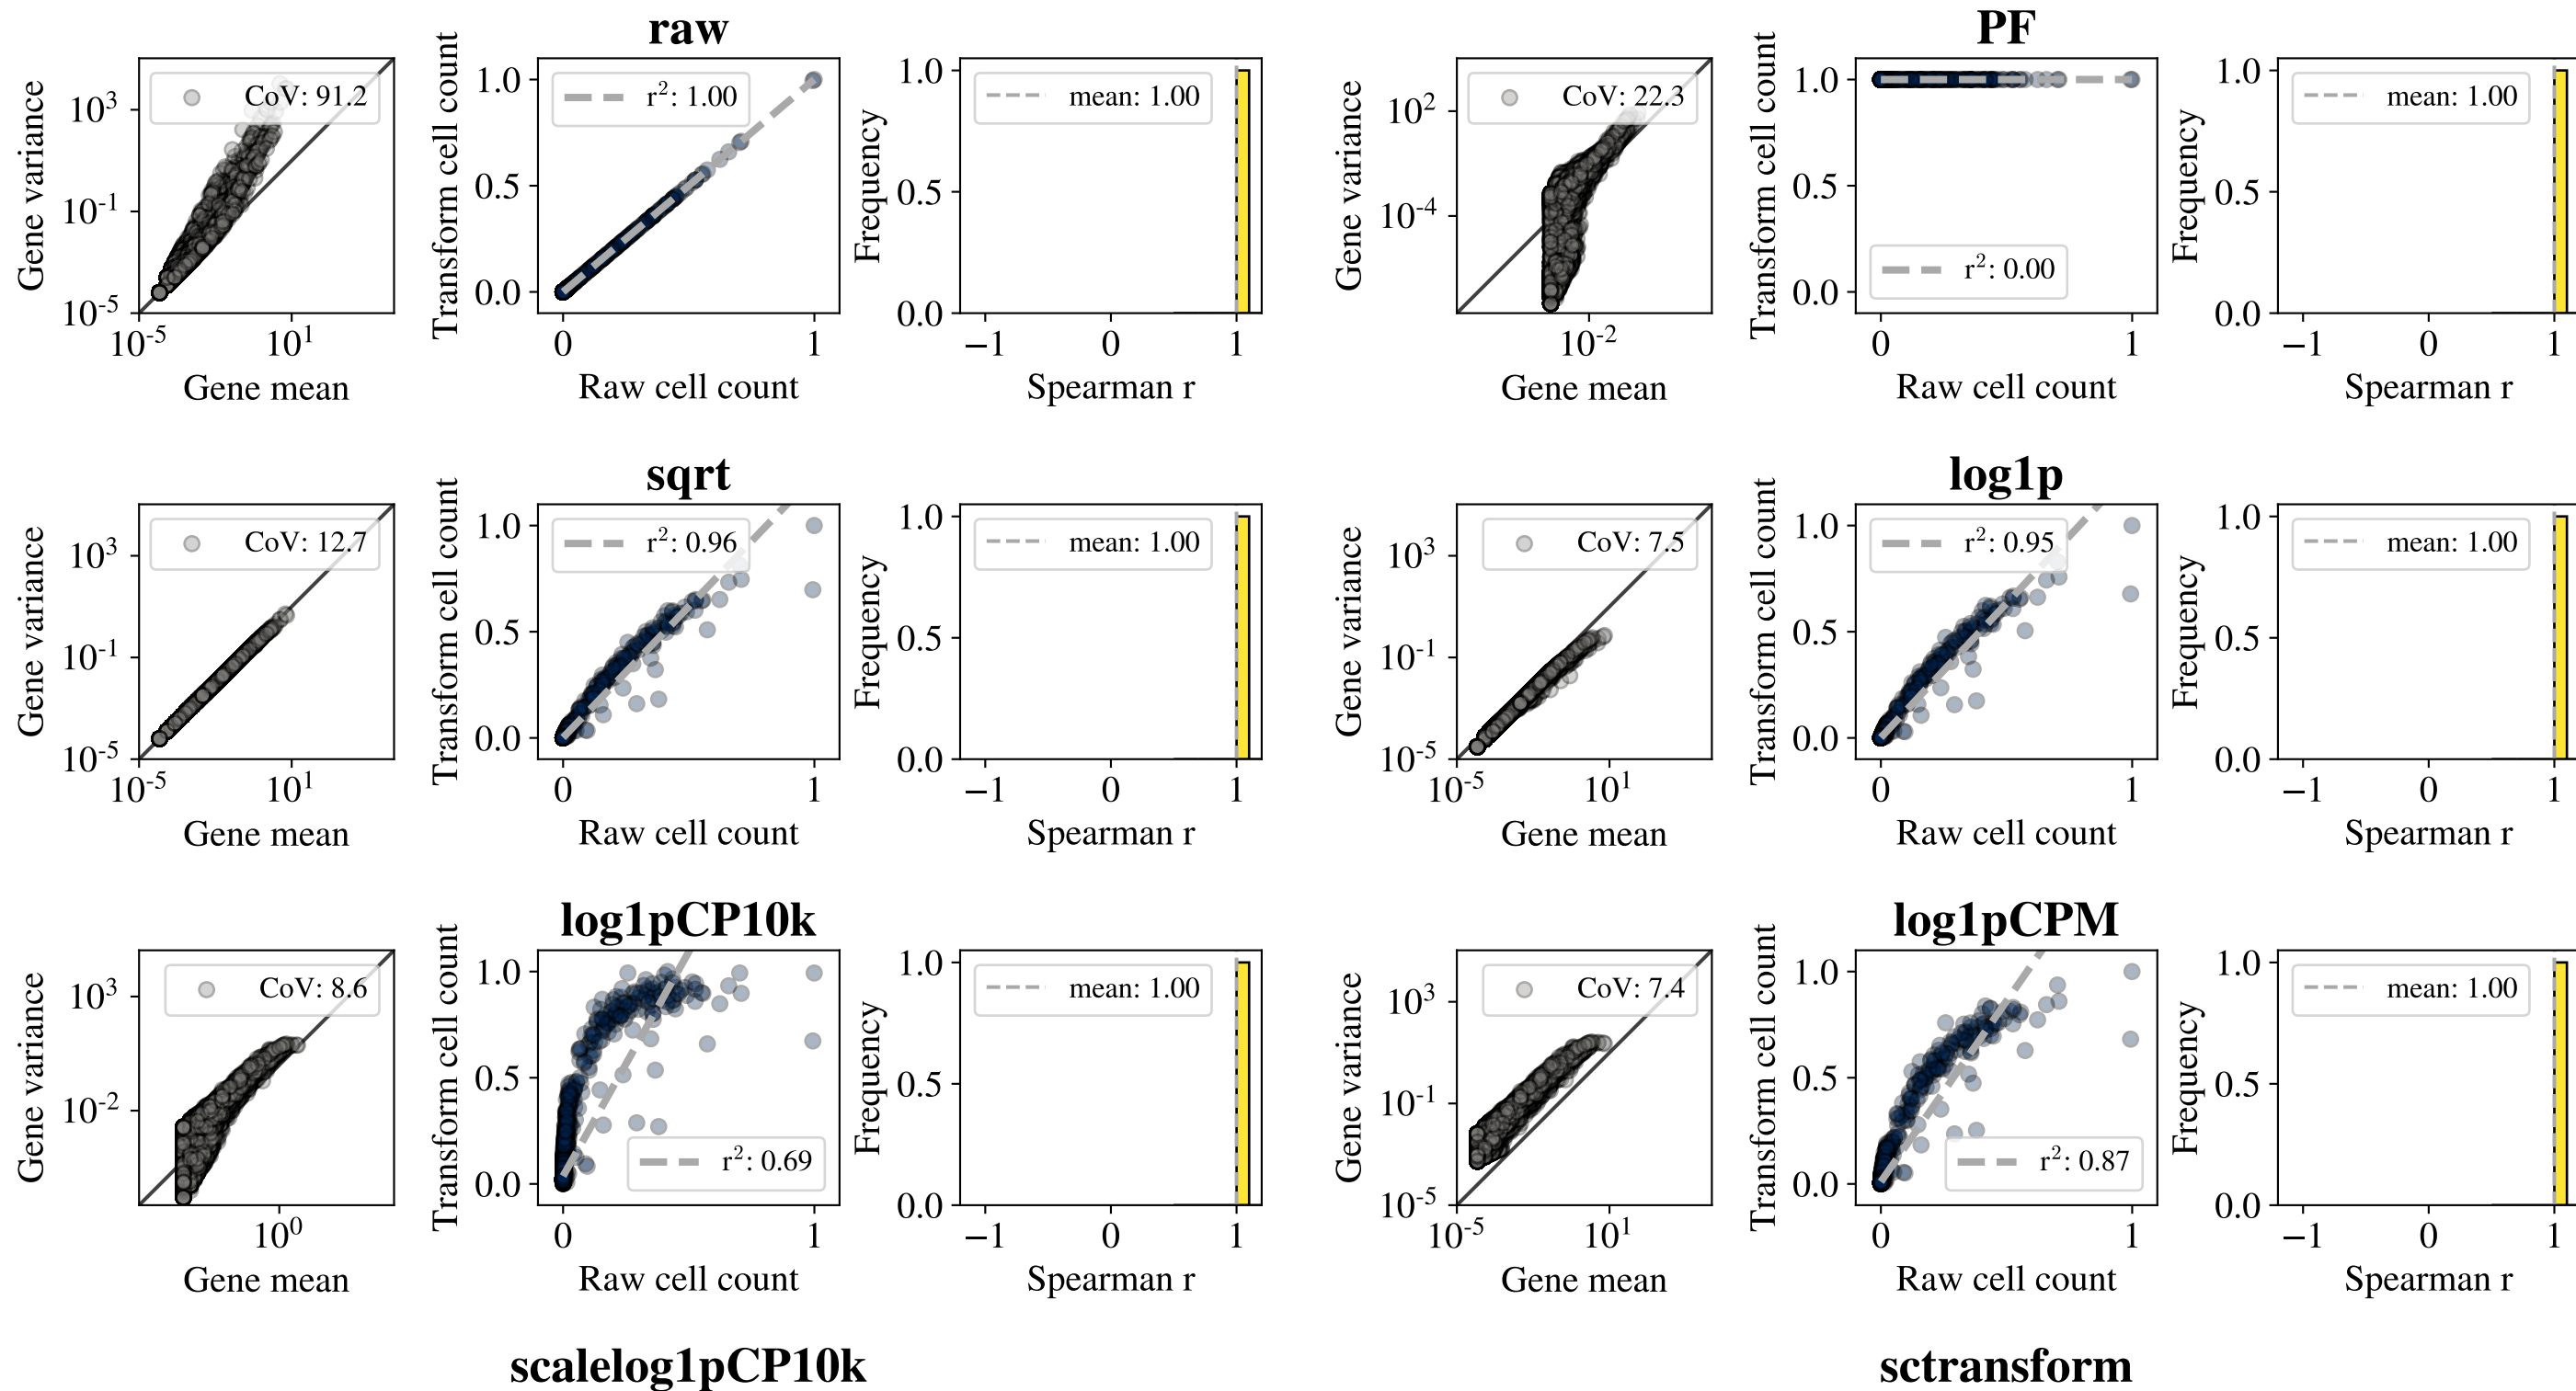 raw
Gene variance
10³
10⁻¹
10⁻⁵
CoV: 91.2
10⁻⁵ 10¹
Gene mean
Transform cell count
1.0
0.5
0.0
r²: 1.00
0 1
Raw cell count
Frequency
1.0
0.5
0.0
mean: 1.00
−1 0 1
Spearman r
PF
Gene variance
10²
10⁻⁴
CoV: 22.3
10⁻²
Gene mean
Transform cell count
1.0
0.5
0.0
r²: 0.00
0 1
Raw cell count
Frequency
1.0
0.5
0.0
mean: 1.00
−1 0 1
Spearman r
sqrt
Gene variance
10³
10⁻¹
10⁻⁵
CoV: 12.7
10⁻⁵ 10¹
Gene mean
Transform cell count
1.0
0.5
0.0
r²: 0.96
0 1
Raw cell count
Frequency
1.0
0.5
0.0
mean: 1.00
−1 0 1
Spearman r
log1p
Gene variance
10³
10⁻¹
10⁻⁵
CoV: 7.5
10⁻⁵ 10¹
Gene mean
Transform cell count
1.0
0.5
0.0
r²: 0.95
0 1
Raw cell count
Frequency
1.0
0.5
0.0
mean: 1.00
−1 0 1
Spearman r
log1pCP10k
Gene variance
10³
10⁻²
CoV: 8.6
10⁰
Gene mean
Transform cell count
1.0
0.5
0.0
r²: 0.69
0 1
Raw cell count
Frequency
1.0
0.5
0.0
mean: 1.00
−1 0 1
Spearman r
log1pCPM
Gene variance
10³
10⁻¹
10⁻⁵
CoV: 7.4
10⁻⁵ 10¹
Gene mean
Transform cell count
1.0
0.5
0.0
r²: 0.87
0 1
Raw cell count
Frequency
1.0
0.5
0.0
mean: 1.00
−1 0 1
Spearman r
scalelog1pCP10k
sctransform